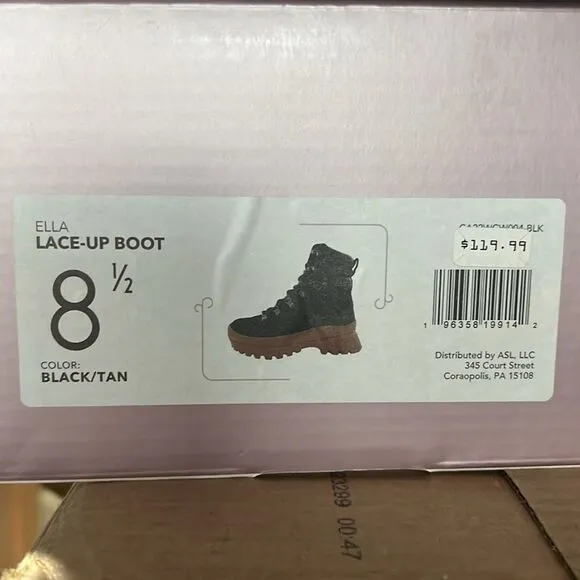 ELLA
LACE-UP BOOT
8 ½
COLOR:
BLACK/TAN
$119.99
1 96358 19914 2
Distributed by ASL, LLC
345 Court Street
Coraopolis, PA 15108
00:47